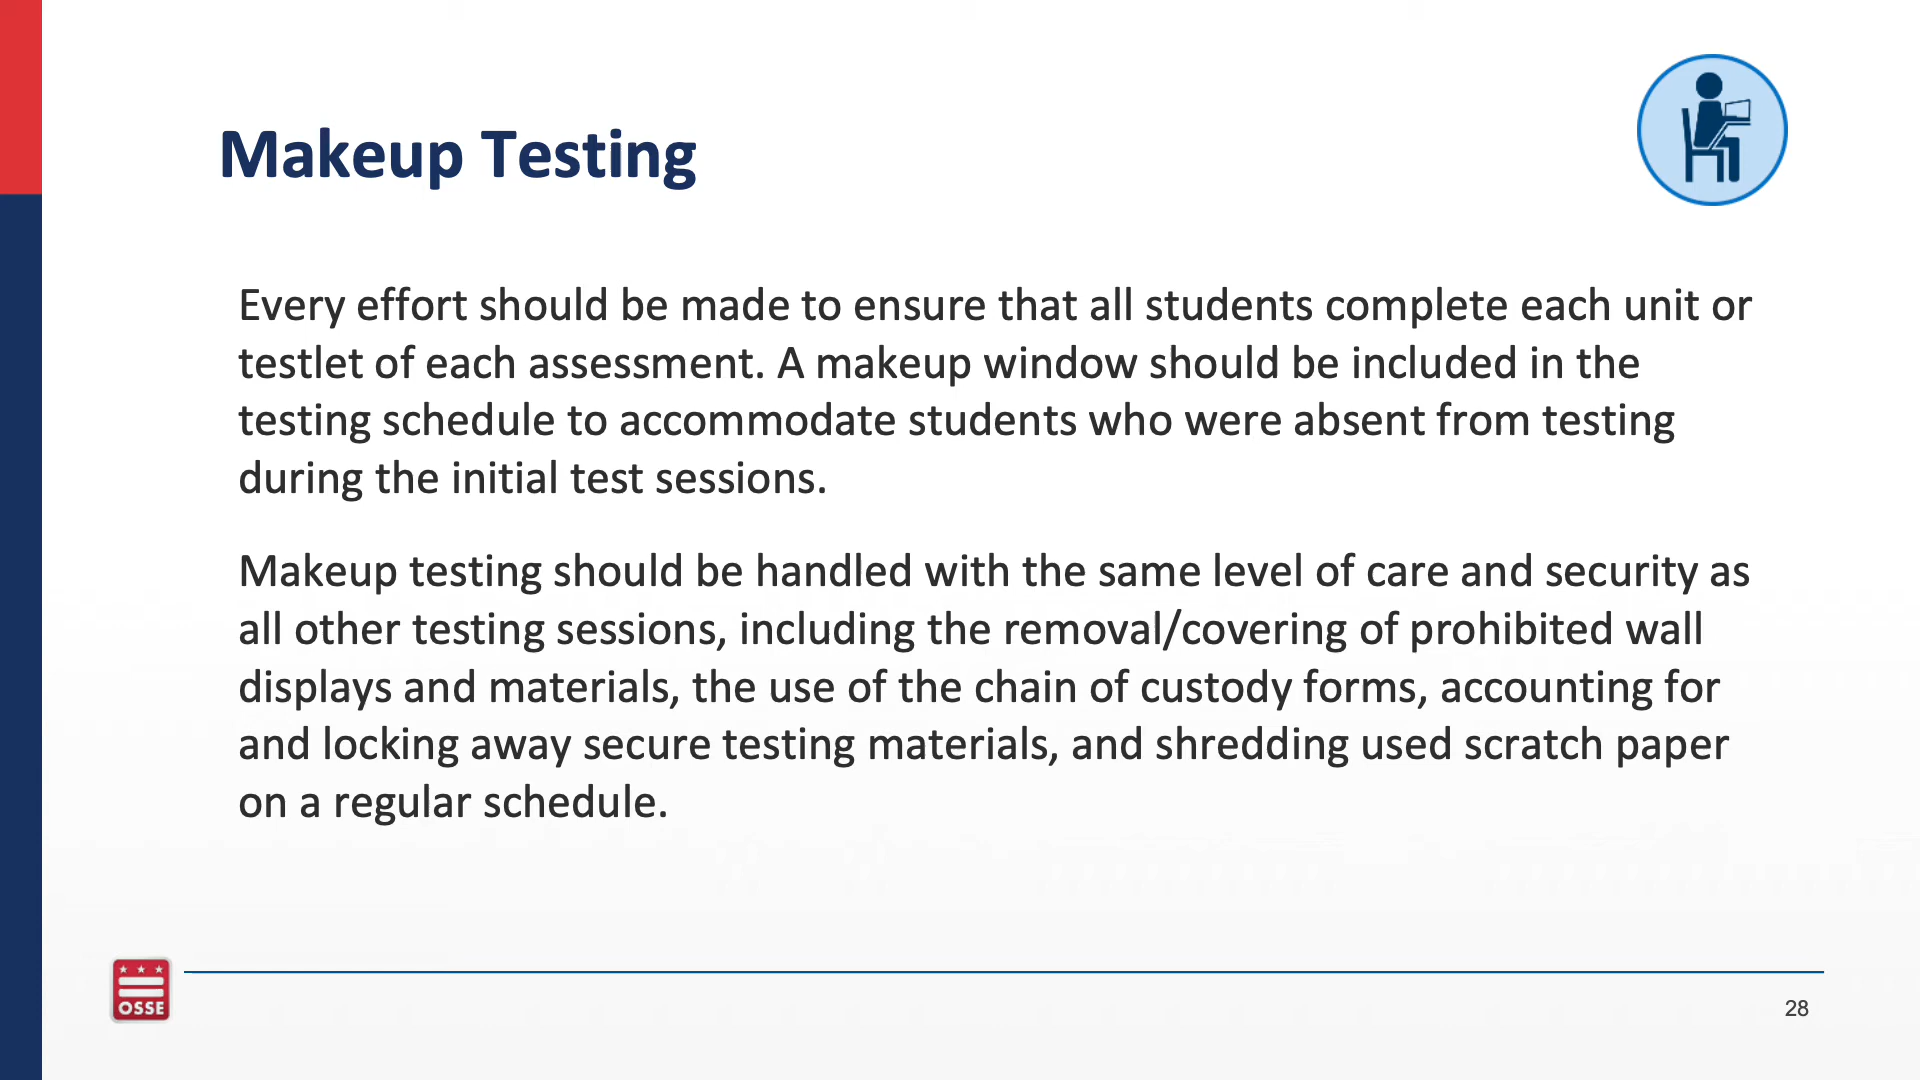 Makeup Testing
Every effort should be made to ensure that all students complete each unit or
testlet of each assessment. A makeup window should be included in the
testing schedule to accommodate students who were absent from testing
during the initial test sessions.
Makeup testing should be handled with the same level of care and security as
all other testing sessions, including the removal/covering of prohibited wall
displays and materials, the use of the chain of custody forms, accounting for
and locking away secure testing materials, and shredding used scratch paper
on a regular schedule.
OSSE
28